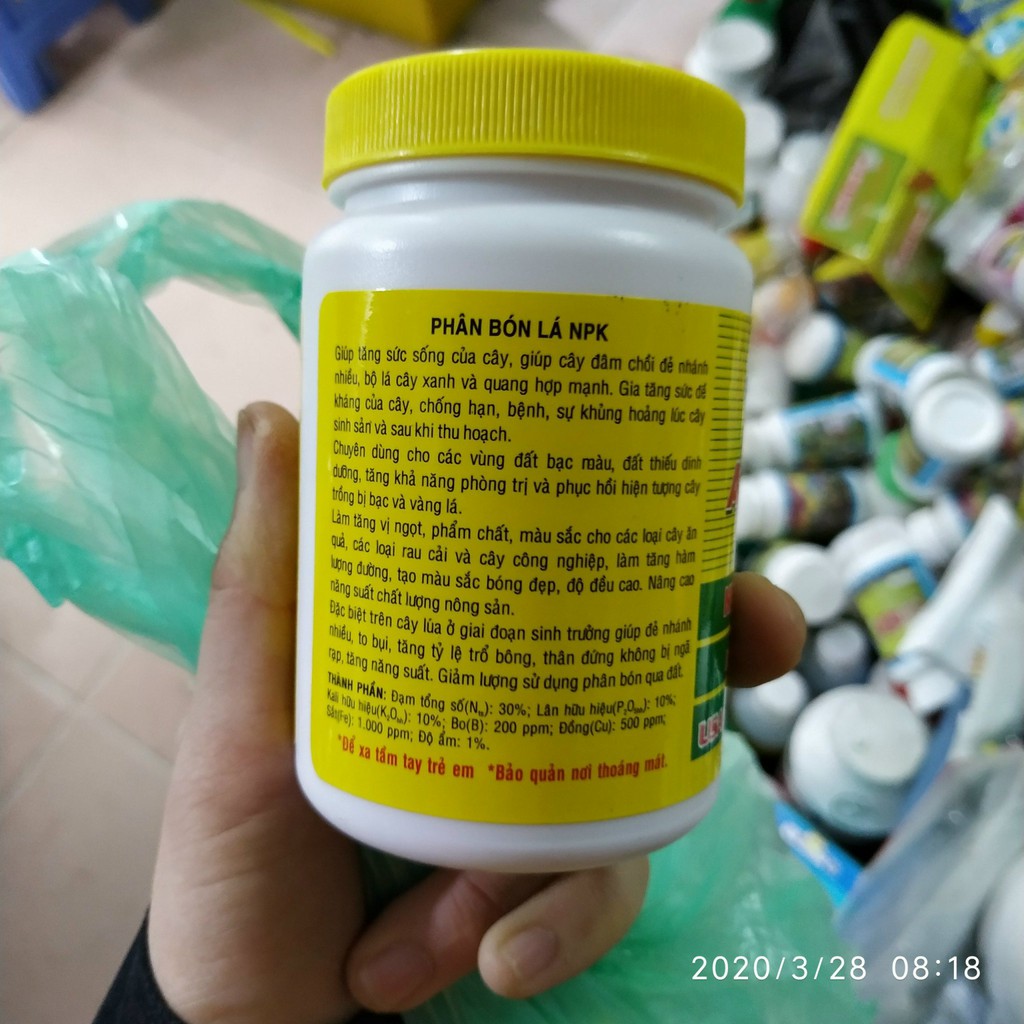 PHÂN BÓN LÁ NPK
Giúp tăng sức sống của cây, giúp cây đâm chồi đẻ nhánh
nhiều, bộ lá cây xanh và quang hợp mạnh. Gia tăng sức đề
kháng của cây, chống hạn, bệnh, sự khủng hoảng lúc cây
sinh sản và sau khi thu hoạch.
Chuyên dùng cho các vùng đất bạc màu, đất thiếu dinh
dưỡng, tăng khả năng phòng trị và phục hồi hiện tượng cây
trồng bị bạc và vàng lá.
Làm tăng vị ngọt, phẩm chất, màu sắc cho các loại cây ăn
quả, các loại rau cải và cây công nghiệp, làm tăng hàm
lượng đường, tạo màu sắc bóng đẹp, độ đều cao. Nâng cao
năng suất chất lượng nông sản.
Đặc biệt trên cây lúa ở giai đoạn sinh trưởng giúp đẻ nhánh
nhiều, to bụi, tăng tỷ lệ trổ bông, thân đứng không bị ngã
rạp, tăng năng suất. Giảm lượng sử dụng phân bón qua đất.
THÀNH PHẦN: Đạm tổng số(Nts): 30%; Lân hữu hiệu(P₂O₅hh): 10%;
Kali hữu hiệu(K₂Ohh): 10%; Bo(B): 200 ppm; Đồng(Cu): 500 ppm;
Sắt(Fe): 1.000 ppm; Độ ẩm: 1%.
*Để xa tầm tay trẻ em *Bảo quản nơi thoáng mát.
2020/3/28 08:18